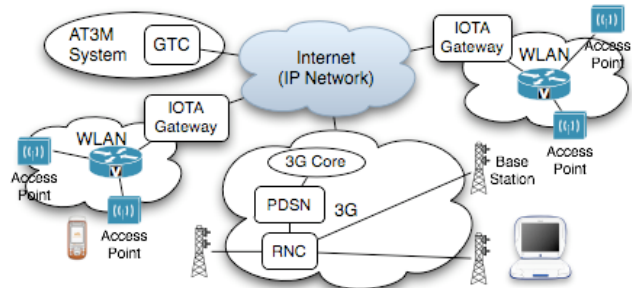 AT3M
System
GTC
Internet
(IP Network)
IOTA
Gateway
Access
Point
WLAN
V
Access
Point
IOTA
Gateway
WLAN
V
Access
Point
Access
Point
3G Core
PDSN
3G
RNC
Base
Station